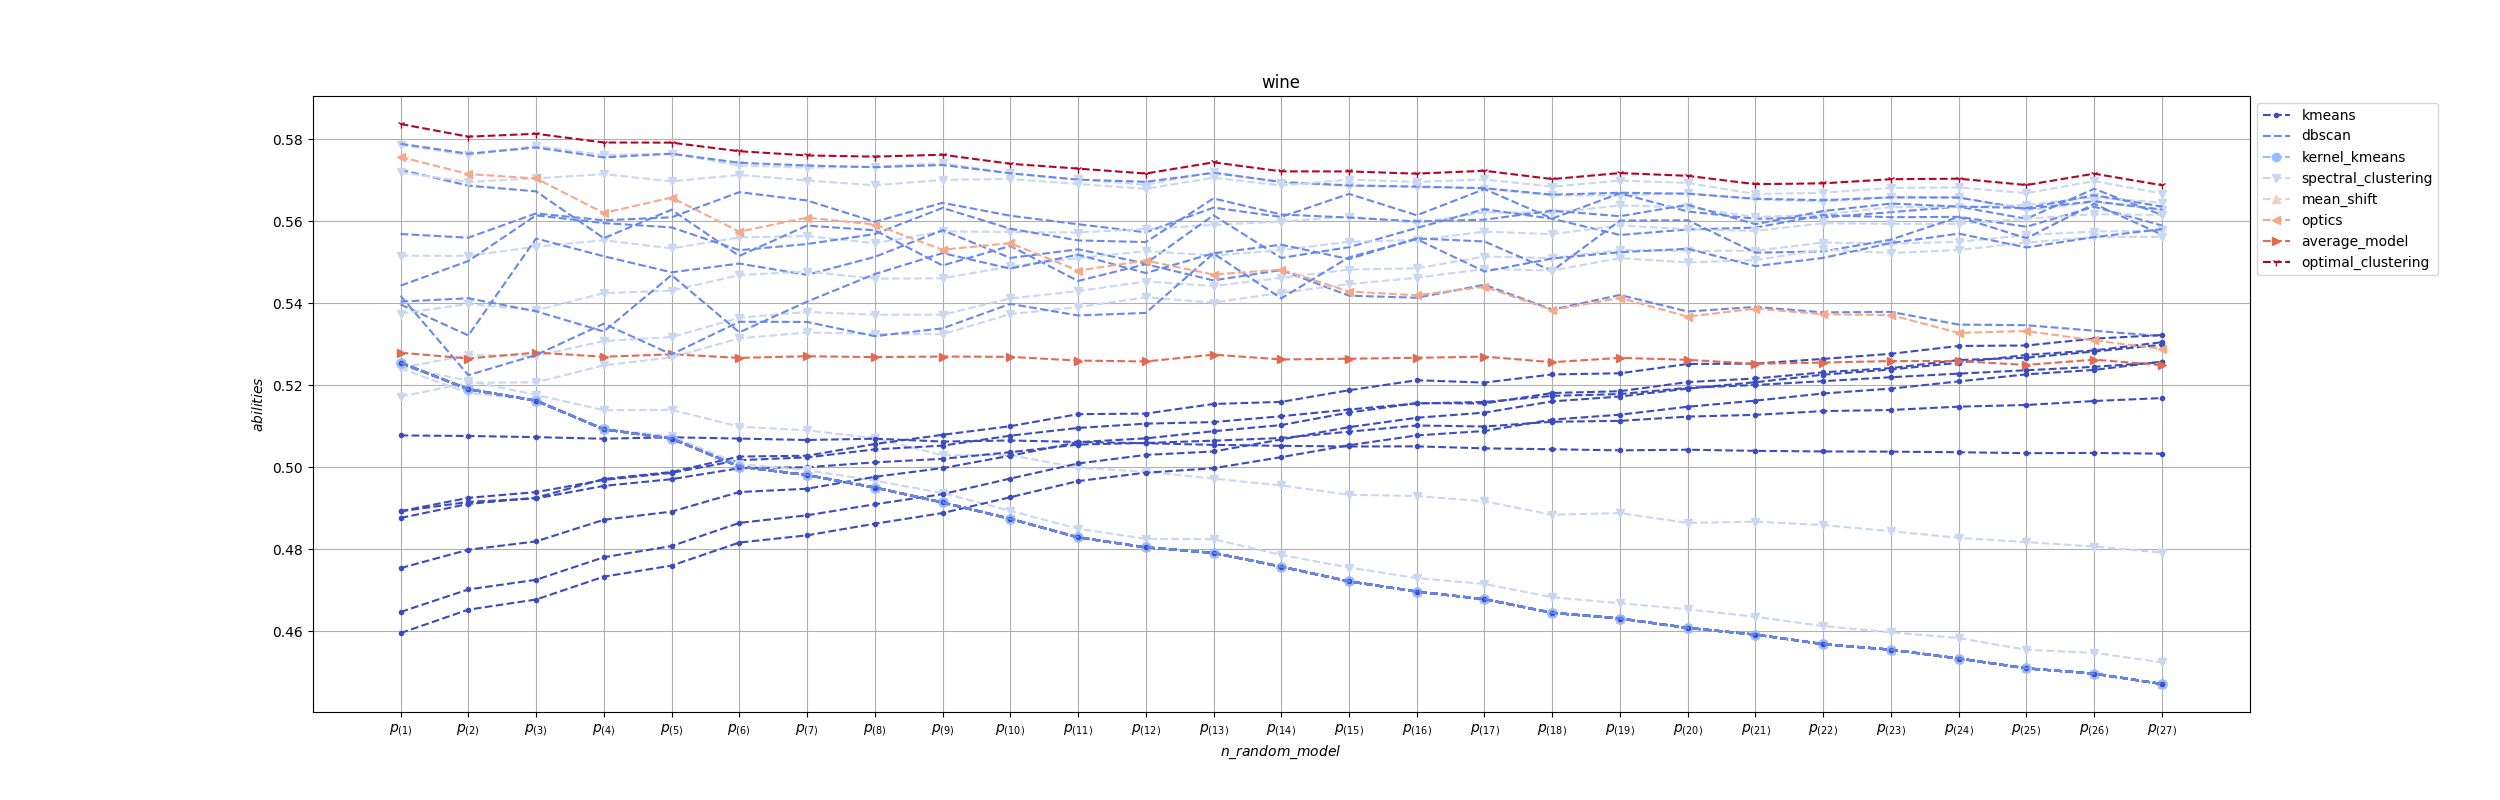 wine
abilities
0.58
0.56
0.54
0.52
0.50
0.48
0.46
p(1) p(2) p(3) p(4) p(5) p(6) p(7) p(8) p(9) p(10) p(11) p(12) p(13) p(14) p(15) p(16) p(17) p(18) p(19) p(20) p(21) p(22) p(23) p(24) p(25) p(26) p(27)
n_random_model
kmeans
dbscan
kernel_kmeans
spectral_clustering
mean_shift
optics
average_model
optimal_clustering